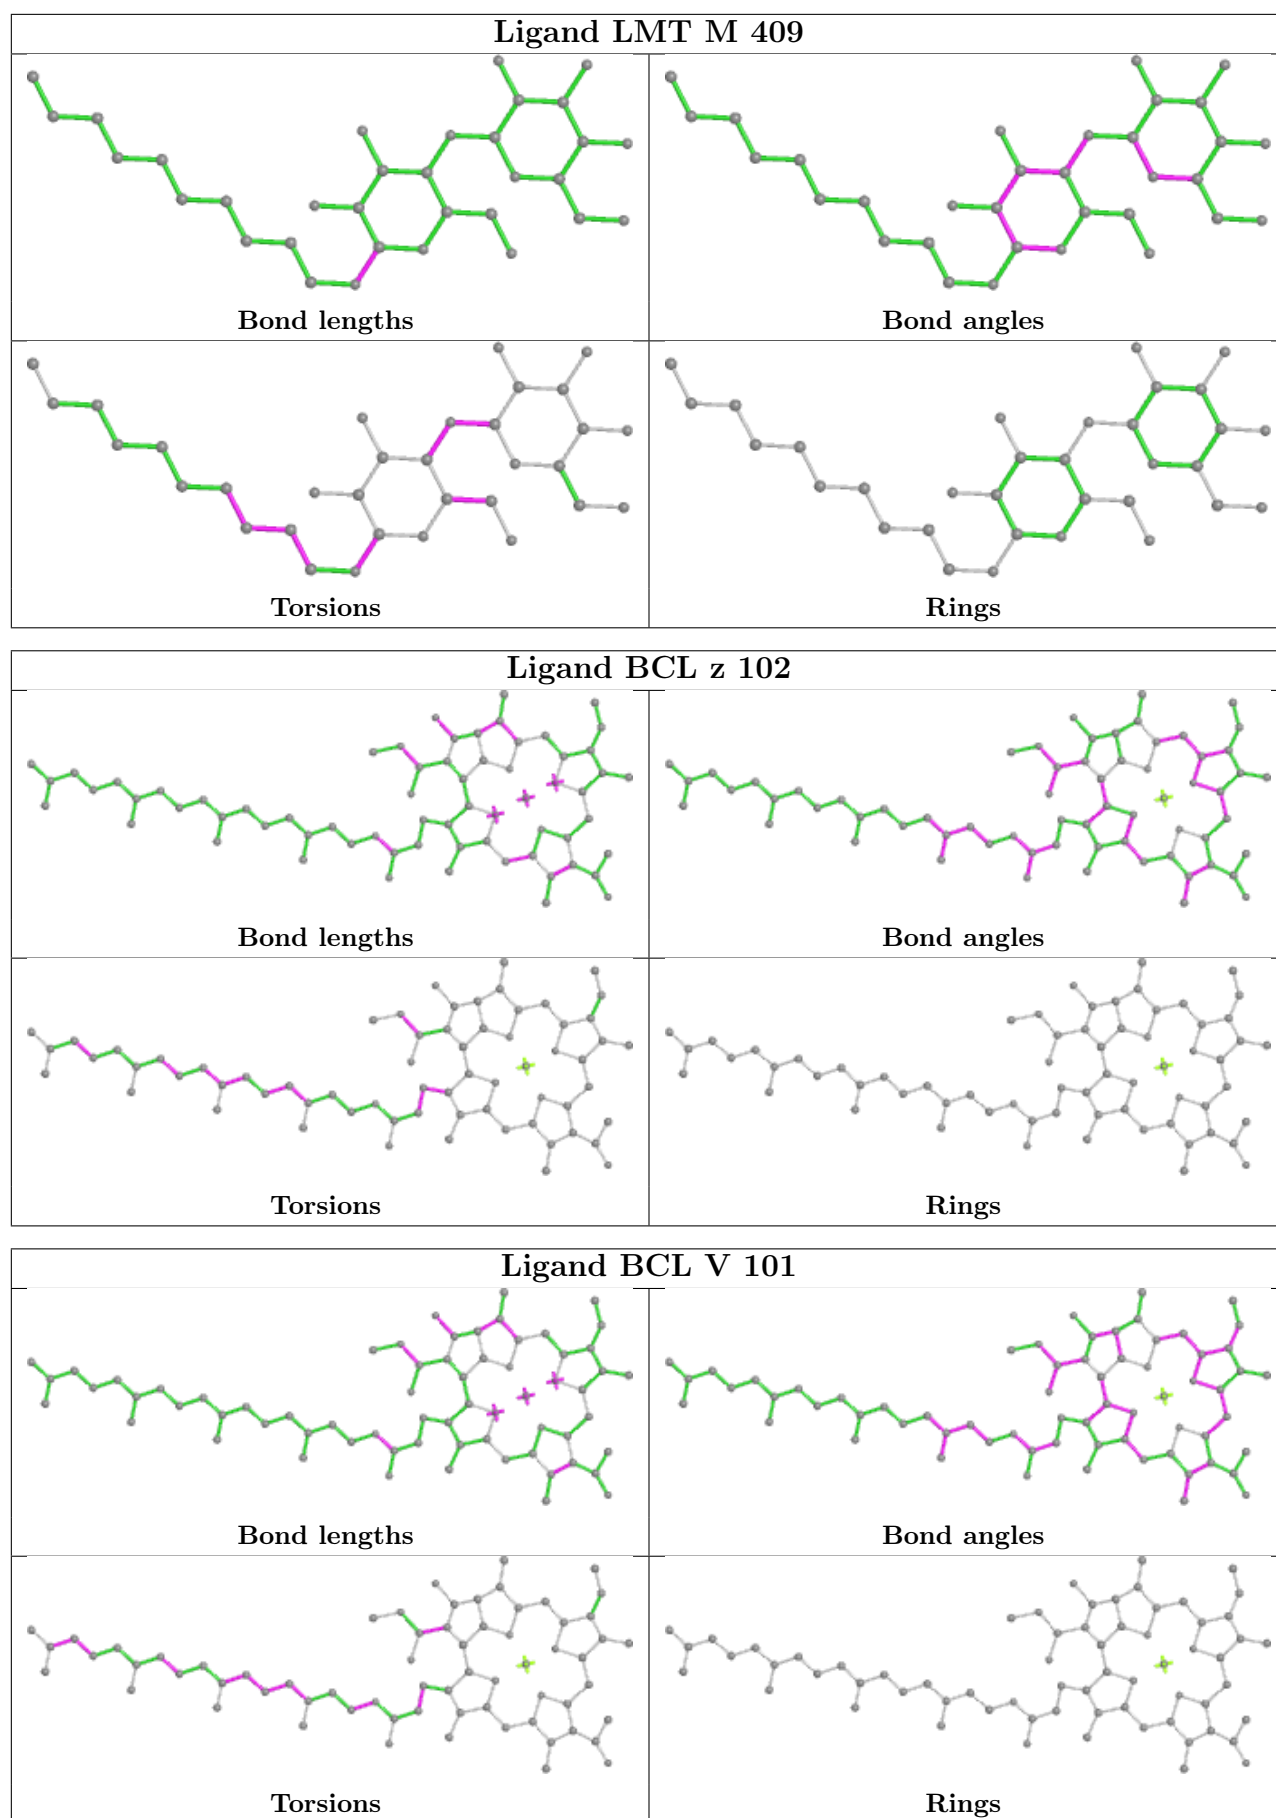 Ligand LMT M 409
Bond lengths
Bond angles
Torsions
Rings
Ligand BCL z 102
Bond lengths
Bond angles
Torsions
Rings
Ligand BCL V 101
Bond lengths
Bond angles
Torsions
Rings